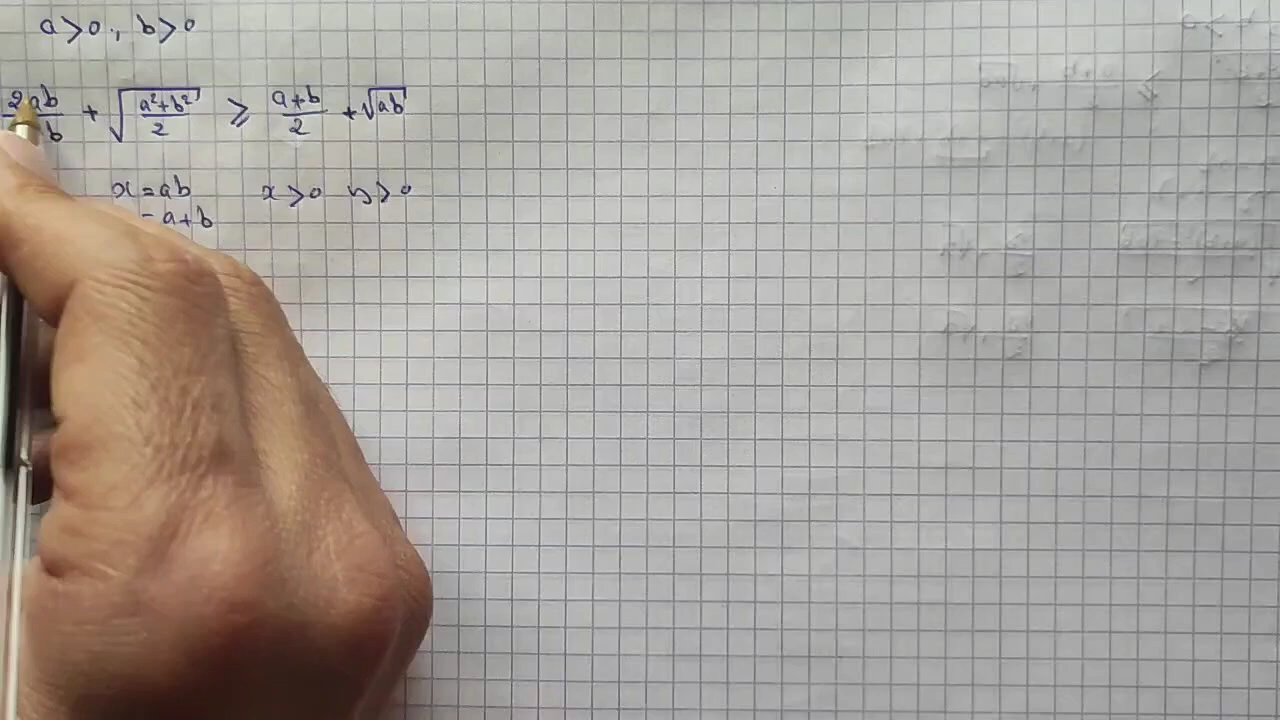 a>0, b>0
2ab/b + √(a²+b²/2) ≥ a+b/2 + √ab
x=ab x>0 y>0
=a+b